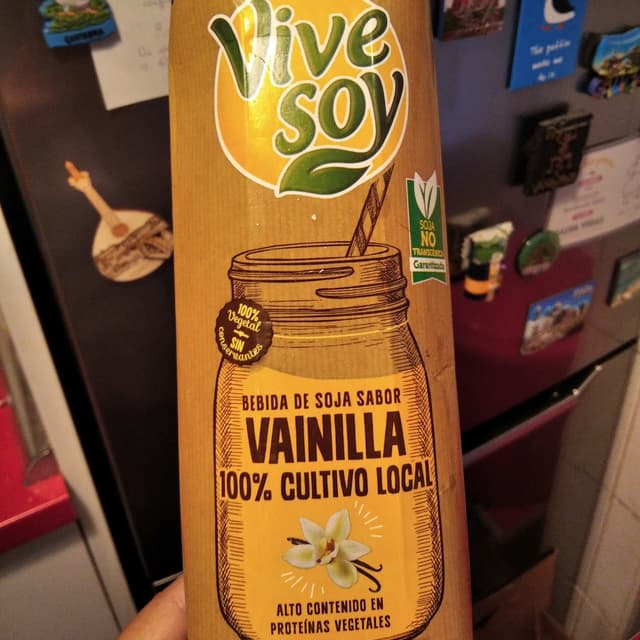 Vive
soy
SOJA
NO
TRANSGÉNICA
Garantizada
100%
Vegetal
SIN
conservantes
BEBIDA DE SOJA SABOR
VAINILLA
100% CULTIVO LOCAL
ALTO CONTENIDO EN
PROTEÍNAS VEGETALES